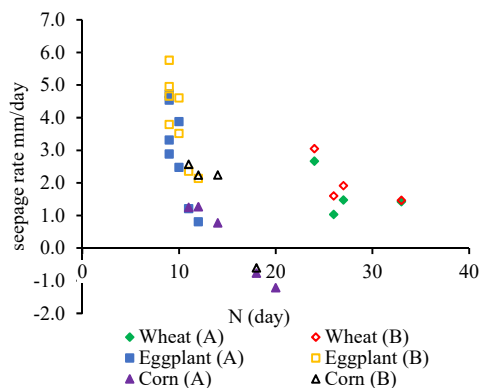 7.0
6.0
5.0
4.0
3.0
2.0
1.0
0.0
-1.0
-2.0
seepage rate mm/day
0 10 20 30 40
N (day)
Wheat (A) Wheat (B)
Eggplant (A) Eggplant (B)
Corn (A) Corn (B)